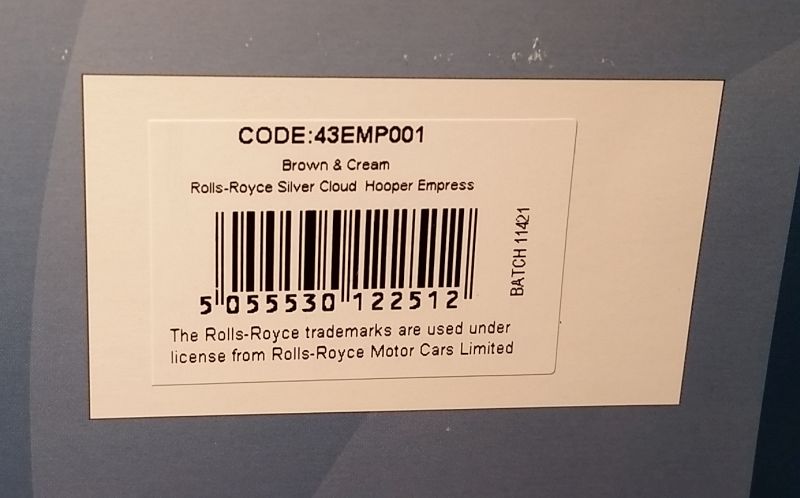 CODE:43EMP001
Brown & Cream
Rolls-Royce Silver Cloud Hooper Empress
5 055530 122512
BATCH 11421
The Rolls-Royce trademarks are used under
license from Rolls-Royce Motor Cars Limited